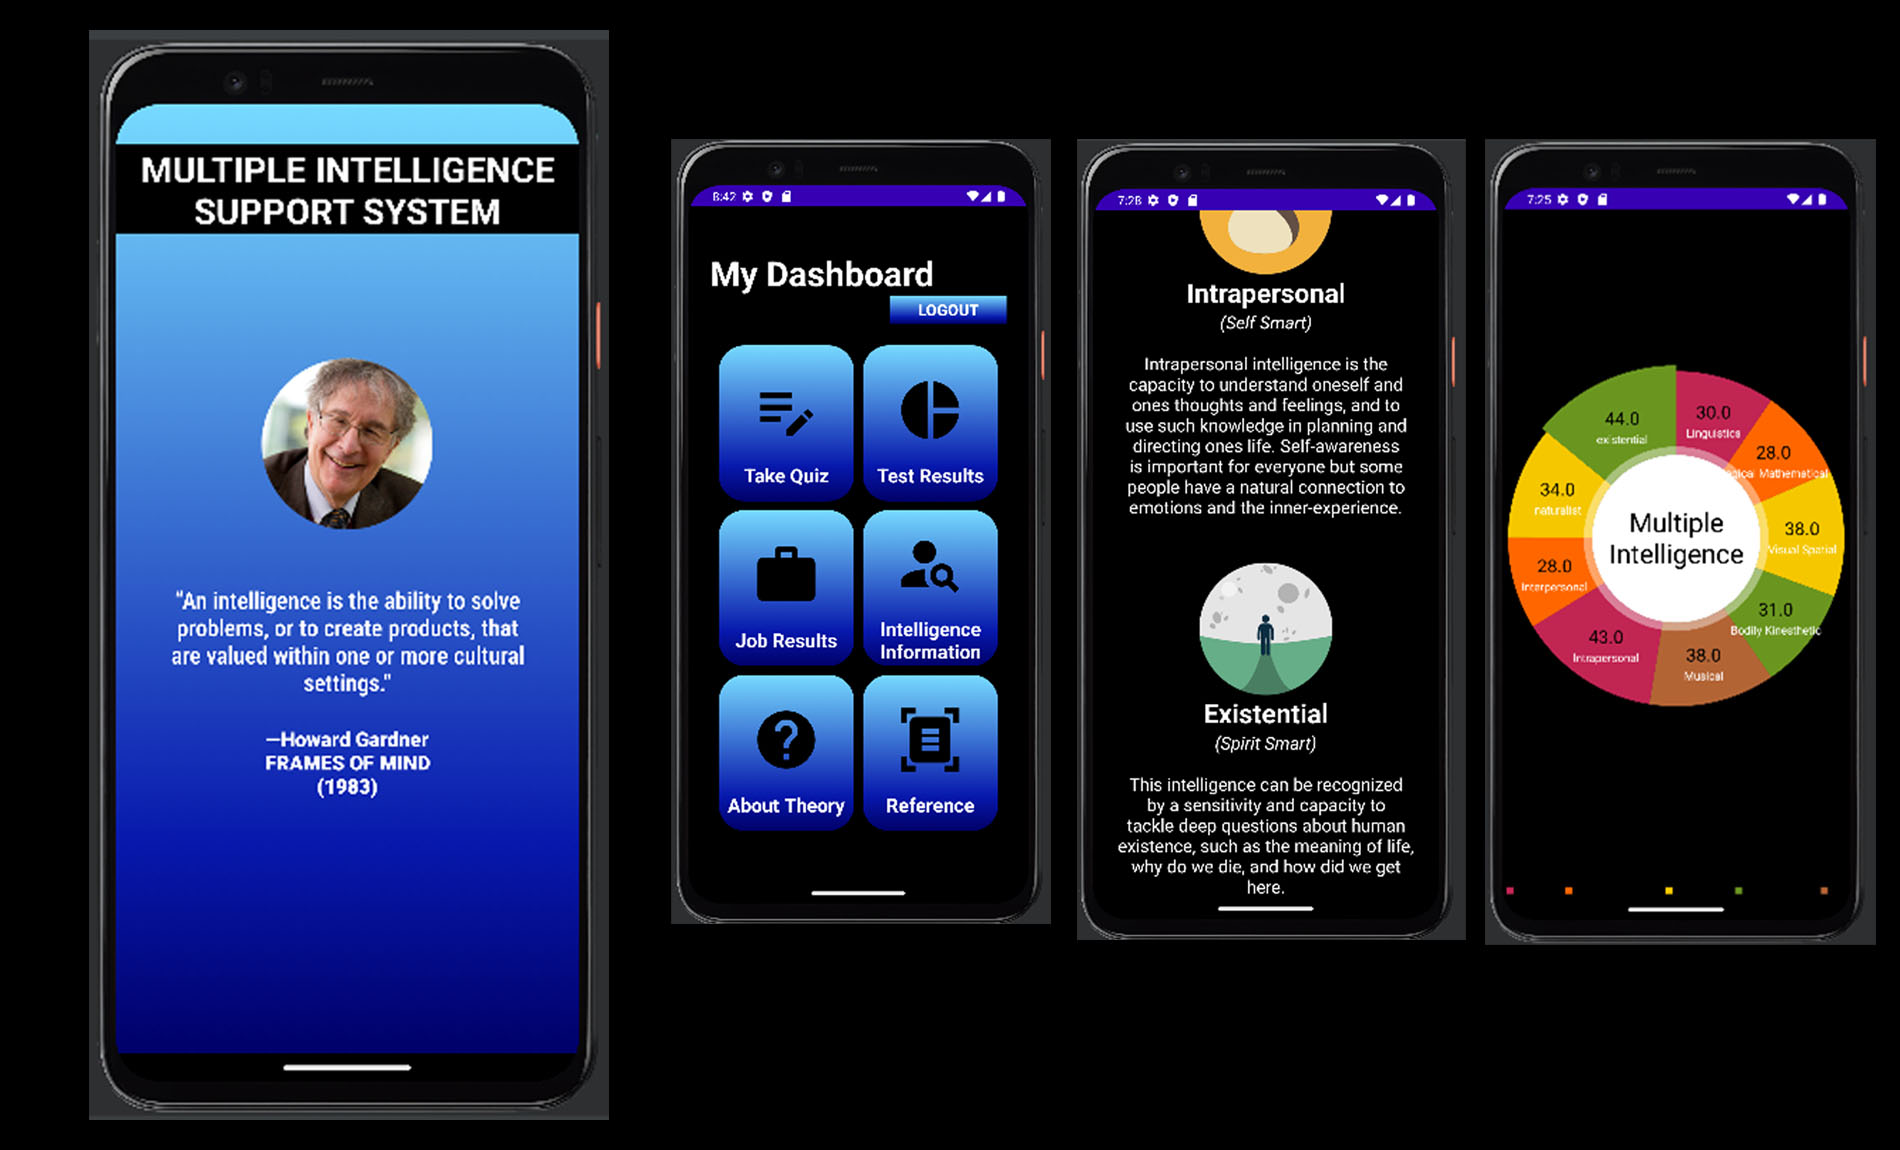 MULTIPLE INTELLIGENCE
SUPPORT SYSTEM
"An intelligence is the ability to solve
problems, or to create products, that
are valued within one or more cultural
settings."
—Howard Gardner
FRAMES OF MIND
(1983)
8:42
My Dashboard
LOGOUT
Take Quiz
Test Results
Job Results
Intelligence
Information
About Theory
Reference
7:28
Intrapersonal
(Self Smart)
Intrapersonal intelligence is the
capacity to understand oneself and
ones thoughts and feelings, and to
use such knowledge in planning and
directing ones life. Self-awareness
is important for everyone but some
people have a natural connection to
emotions and the inner-experience.
Existential
(Spirit Smart)
This intelligence can be recognized
by a sensitivity and capacity to
tackle deep questions about human
existence, such as the meaning of life,
why do we die, and how did we get
here.
7:25
44.0
existential
30.0
Linguistics
28.0
Mathematical
34.0
naturalist
38.0
Visual Spatial
28.0
Interpersonal
31.0
Bodily Kinesthetic
43.0
Intrapersonal
38.0
Musical
Multiple
Intelligence